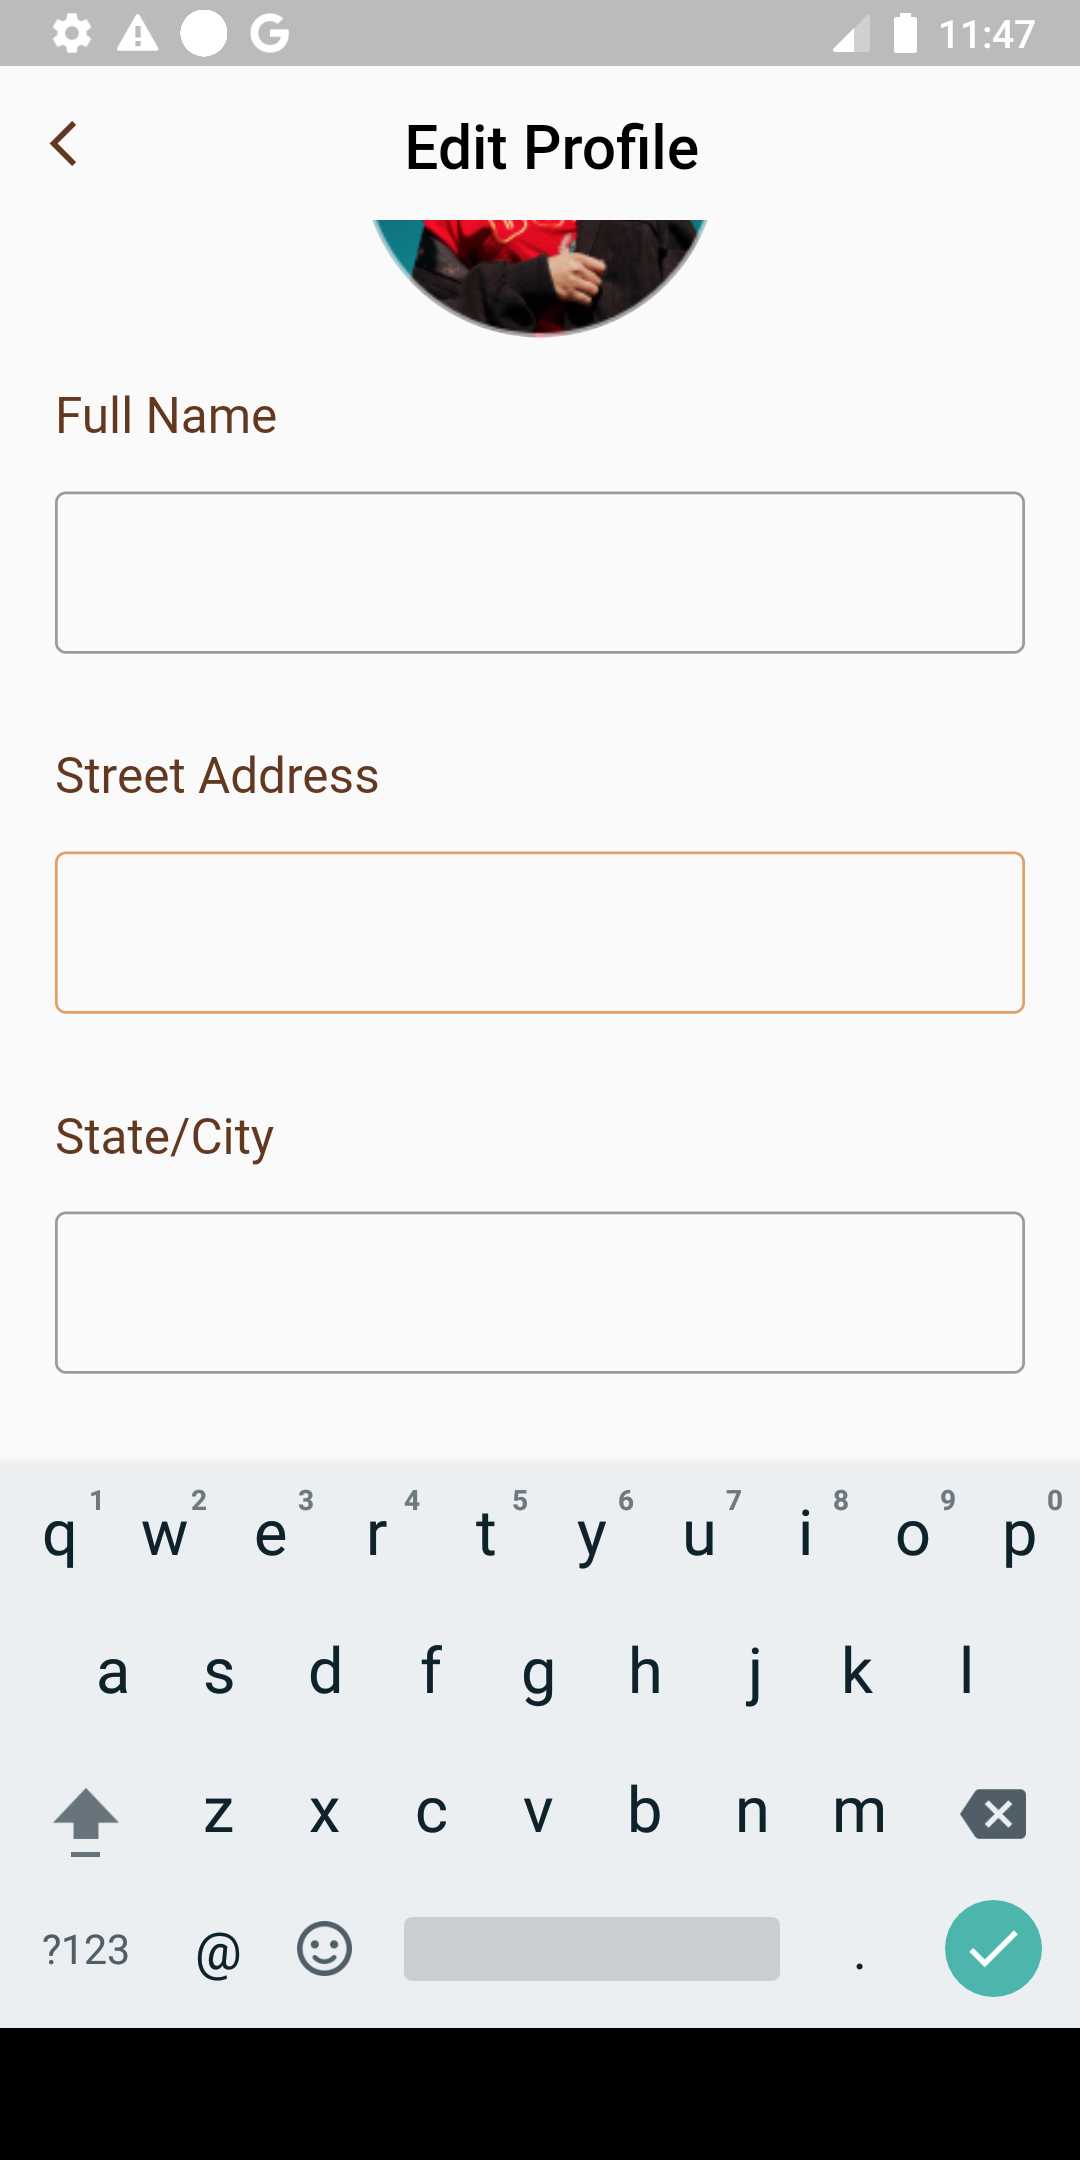 11:47
Edit Profile
Full Name
Street Address
State/City
q 1 w 2 e 3 r 4 t 5 y 6 u 7 i 8 o 9 p 0
a s d f g h j k l
z x c v b n m
?123 @ .